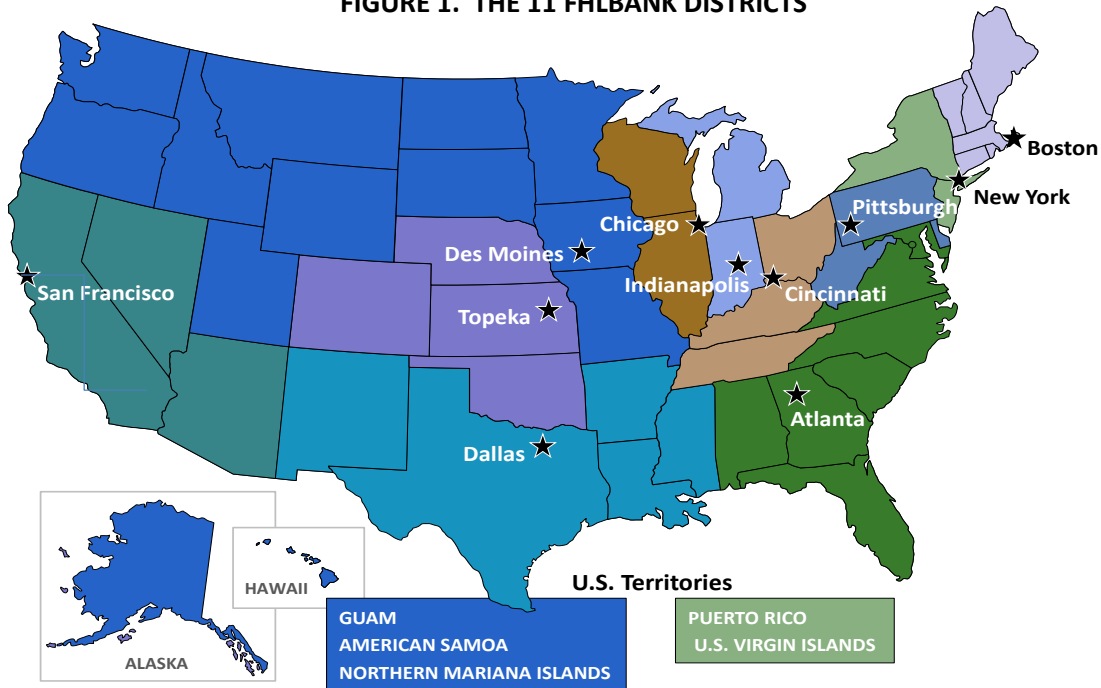 FIGURE 1. THE 11 FHLBANK DISTRICTS
Boston
New York
Pittsburgh
Chicago
Des Moines
Indianapolis
Cincinnati
San Francisco
Topeka
Atlanta
Dallas
HAWAII
ALASKA
U.S. Territories
GUAM
AMERICAN SAMOA
NORTHERN MARIANA ISLANDS
PUERTO RICO
U.S. VIRGIN ISLANDS